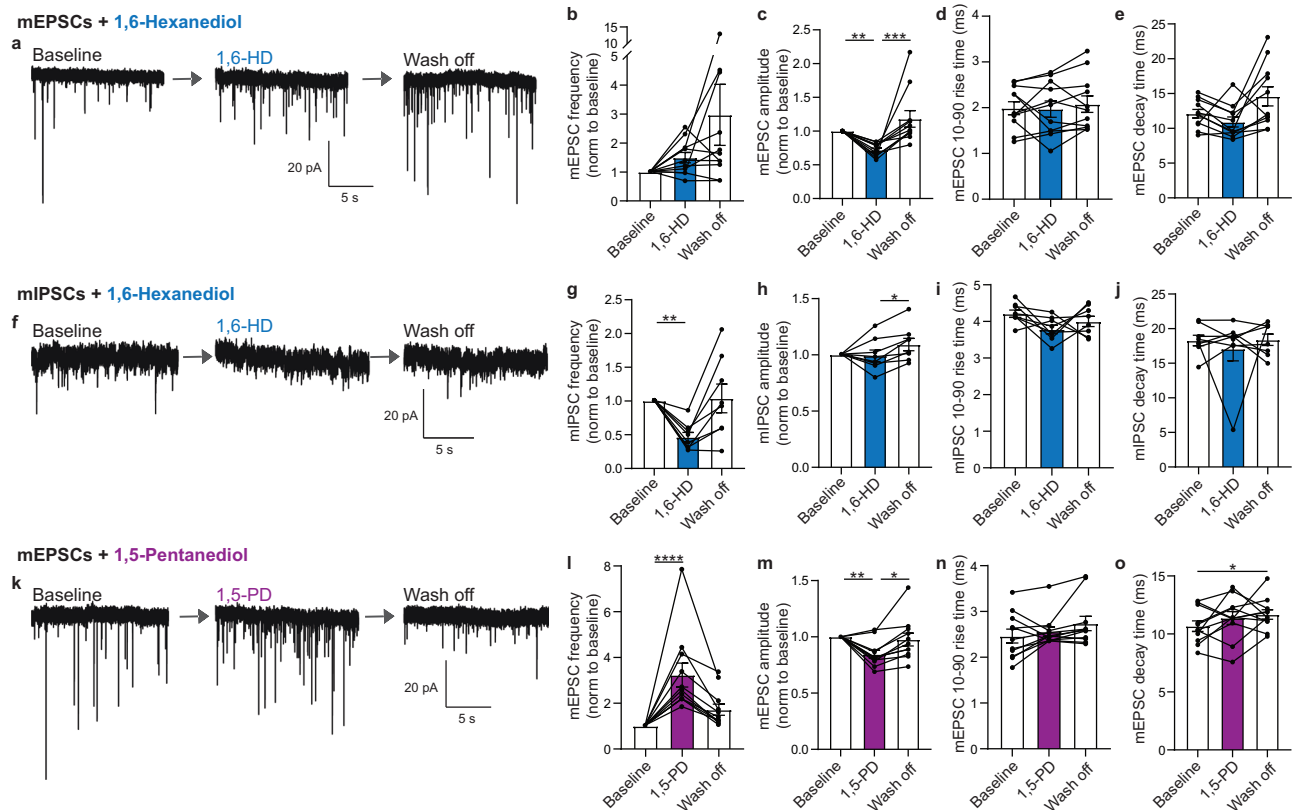 mEPSCs + 1,6-Hexanediol
a
Baseline
1,6-HD
Wash off
20 pA
5 s
b
mEPSC frequency
(norm to baseline)
15
10
5
4
3
2
1
0
Baseline
1,6-HD
Wash off
c
mEPSC amplitude
(norm to baseline)
2.5
2.0
1.5
1.0
0.5
0.0
**
***
Baseline
1,6-HD
Wash off
d
mEPSC 10-90 rise time (ms)
4
3
2
1
0
Baseline
1,6-HD
Wash off
e
mEPSC decay time (ms)
25
20
15
10
5
0
Baseline
1,6-HD
Wash off
mIPSCs + 1,6-Hexanediol
f
Baseline
1,6-HD
Wash off
20 pA
5 s
g
mIPSC frequency
(norm to baseline)
2.5
2.0
1.5
1.0
0.5
0.0
**
Baseline
1,6-HD
Wash off
h
mIPSC amplitude
(norm to baseline)
1.5
1.0
0.5
0.0
*
Baseline
1,6-HD
Wash off
i
mIPSC 10-90 rise time (ms)
5
4
3
2
1
0
Baseline
1,6-HD
Wash off
j
mIPSC decay time (ms)
25
20
15
10
5
0
Baseline
1,6-HD
Wash off
mEPSCs + 1,5-Pentanediol
k
Baseline
1,5-PD
Wash off
20 pA
5 s
l
mEPSC frequency
(norm to baseline)
8
6
4
2
0
****
Baseline
1,5-PD
Wash off
m
mEPSC amplitude
(norm to baseline)
1.5
1.0
0.5
0.0
**
*
Baseline
1,5-PD
Wash off
n
mEPSC 10-90 rise time (ms)
4
3
2
1
0
Baseline
1,5-PD
Wash off
o
mEPSC decay time (ms)
15
10
5
0
*
Baseline
1,5-PD
Wash off